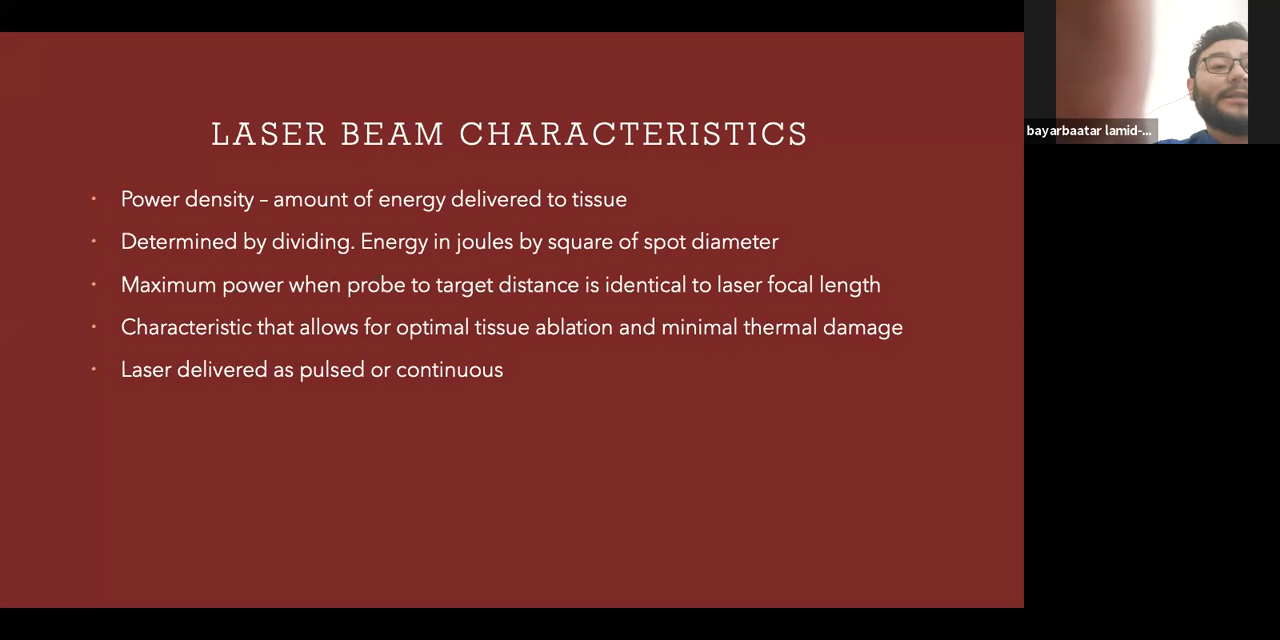 LASER BEAM CHARACTERISTICS
• Power density – amount of energy delivered to tissue
• Determined by dividing. Energy in joules by square of spot diameter
• Maximum power when probe to target distance is identical to laser focal length
• Characteristic that allows for optimal tissue ablation and minimal thermal damage
• Laser delivered as pulsed or continuous
bayarbaatar lamid-...